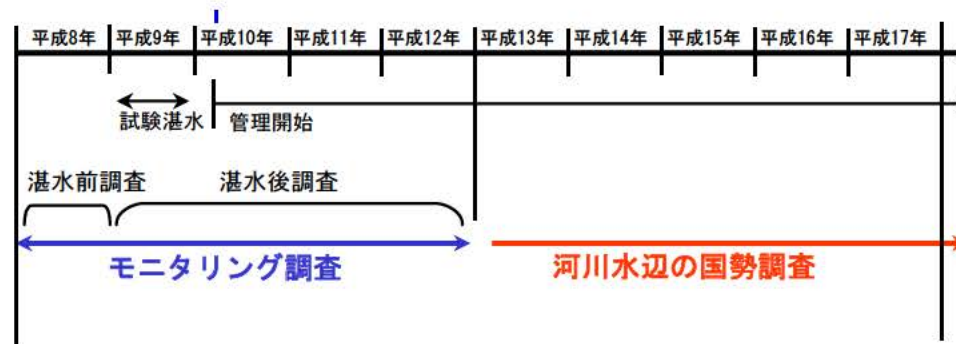 平成8年 平成9年 平成10年 平成11年 平成12年 平成13年 平成14年 平成15年 平成16年 平成17年
試験湛水 管理開始
湛水前調査 湛水後調査
モニタリング調査 河川水辺の国勢調査